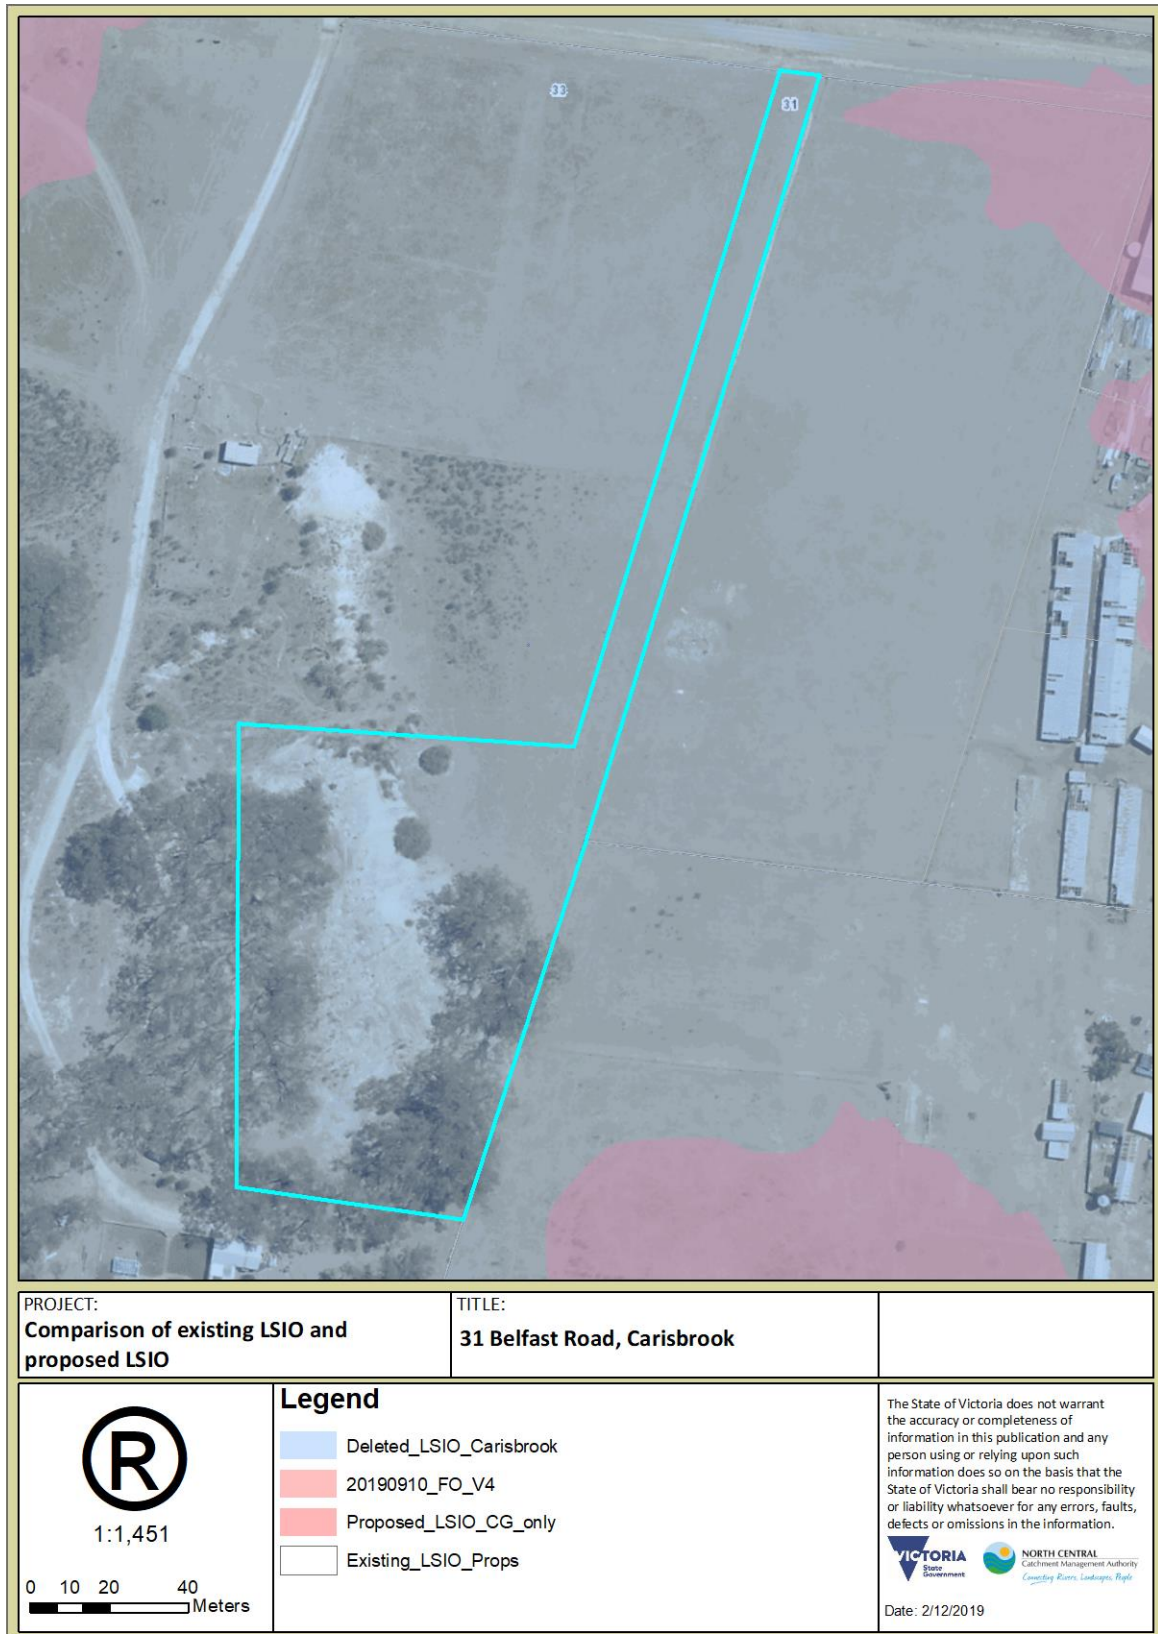 33
31
PROJECT:
Comparison of existing LSIO and
proposed LSIO
TITLE:
31 Belfast Road, Carisbrook
R
1:1,451
0 10 20 40
Meters
Legend
Deleted_LSIO_Carisbrook
20190910_FO_V4
Proposed_LSIO_CG_only
Existing_LSIO_Props
The State of Victoria does not warrant
the accuracy or completeness of
information in this publication and any
person using or relying upon such
information does so on the basis that the
State of Victoria shall bear no responsibility
or liability whatsoever for any errors, faults,
defects or omissions in the information.
VICTORIA
State
Government
NORTH CENTRAL
Catchment Management Authority
Connecting Rivers, Landscapes, People
Date: 2/12/2019